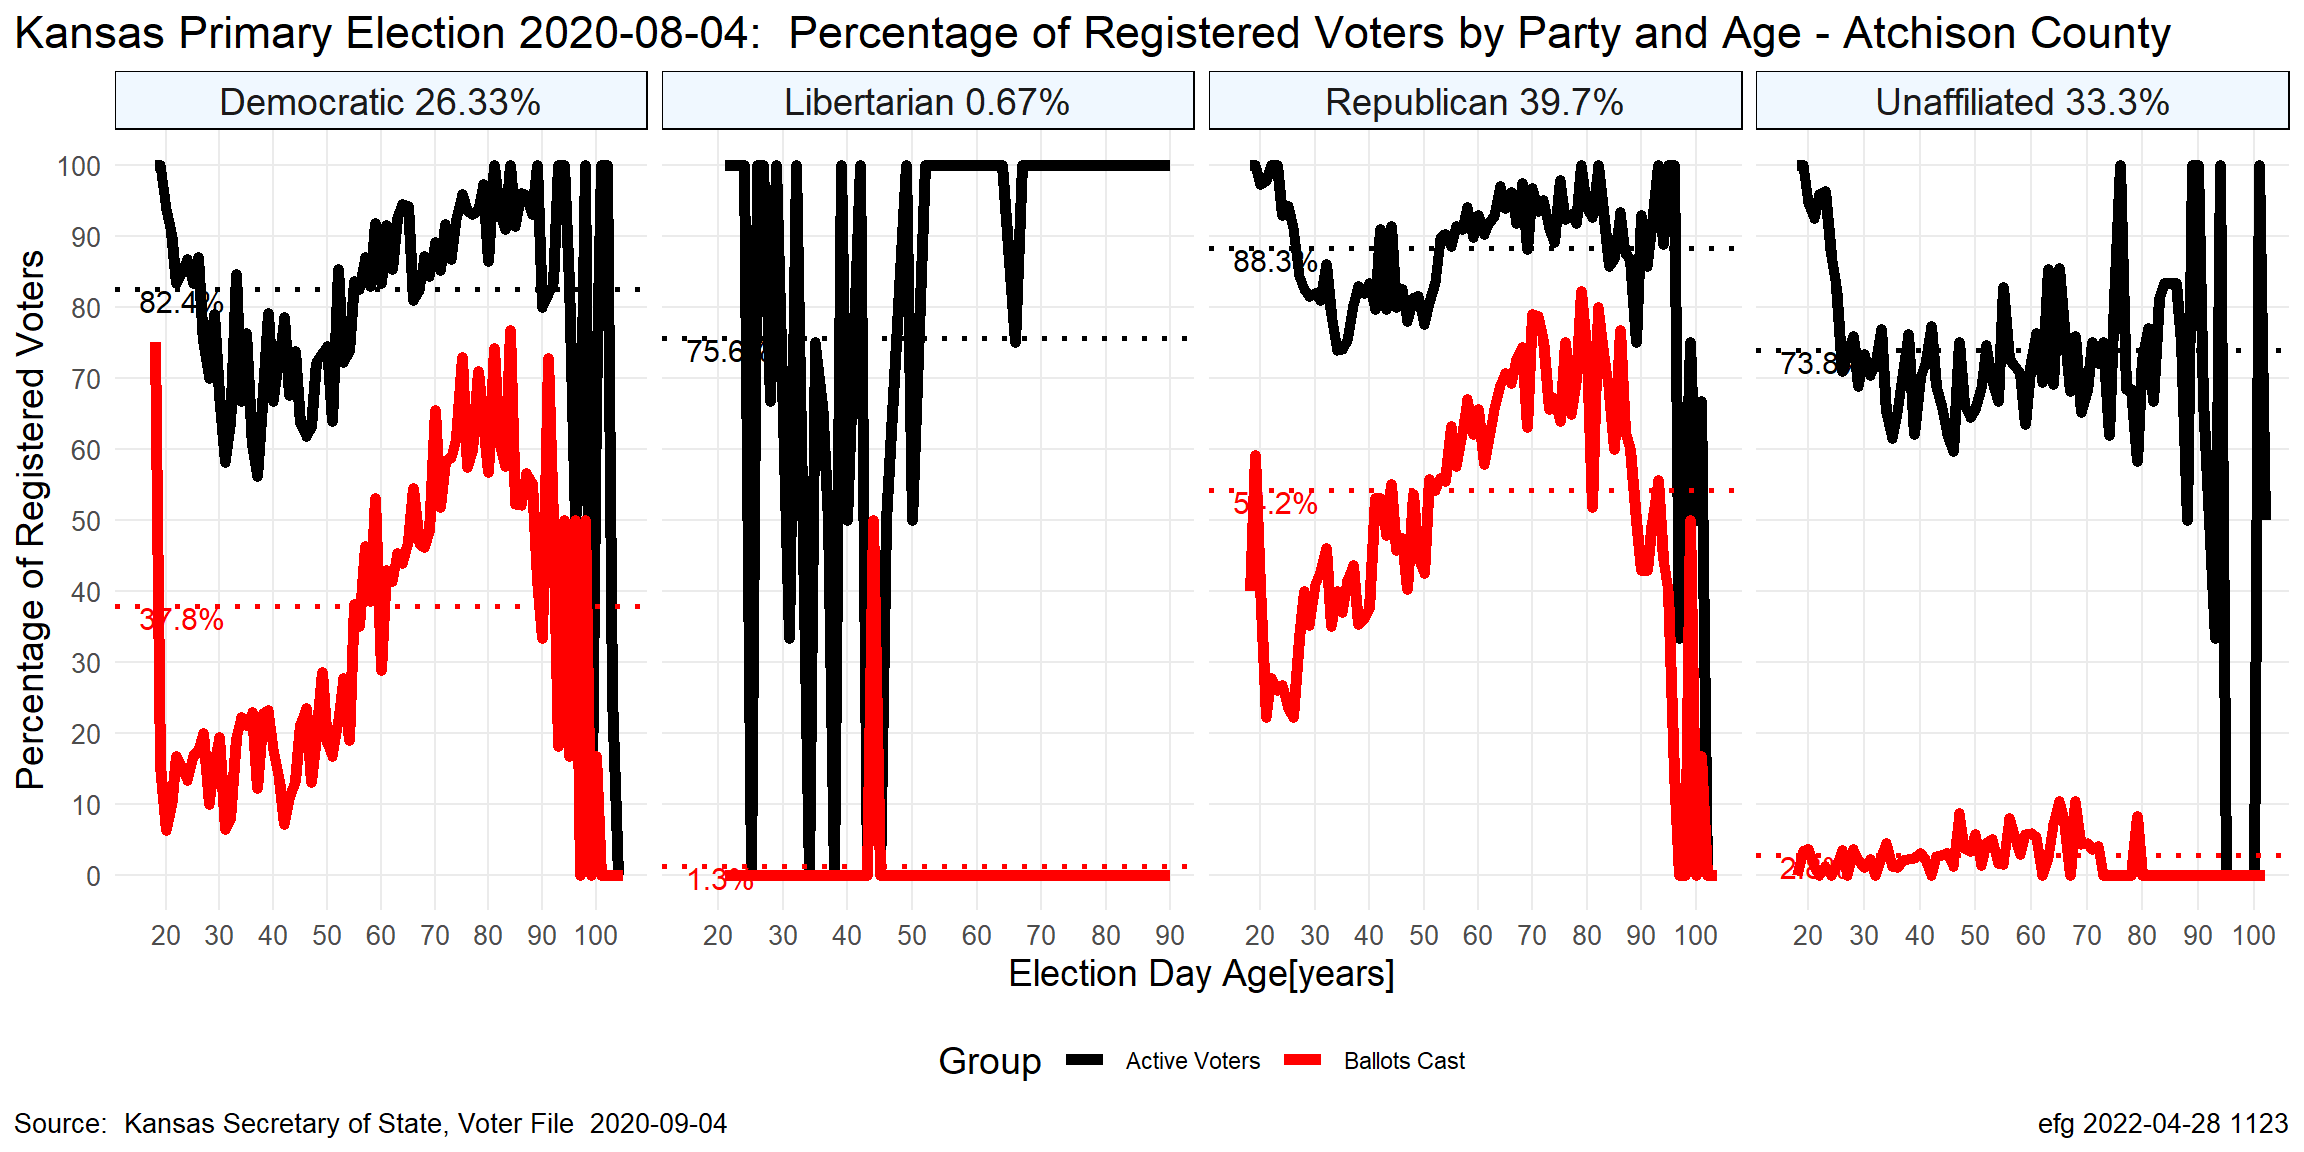 Kansas Primary Election 2020-08-04:  Percentage of Registered Voters by Party and Age - Atchison County
Democratic 26.33%
Libertarian 0.67%
Republican 39.7%
Unaffiliated 33.3%
Percentage of Registered Voters
100
90
80
70
60
50
40
30
20
10
0
82.4%
37.8%
75.6%
1.3%
88.3%
54.2%
73.8%
20 30 40 50 60 70 80 90 100
20 30 40 50 60 70 80 90
20 30 40 50 60 70 80 90 100
20 30 40 50 60 70 80 90 100
Election Day Age[years]
Group Active Voters Ballots Cast
Source:  Kansas Secretary of State, Voter File  2020-09-04
efg 2022-04-28 1123